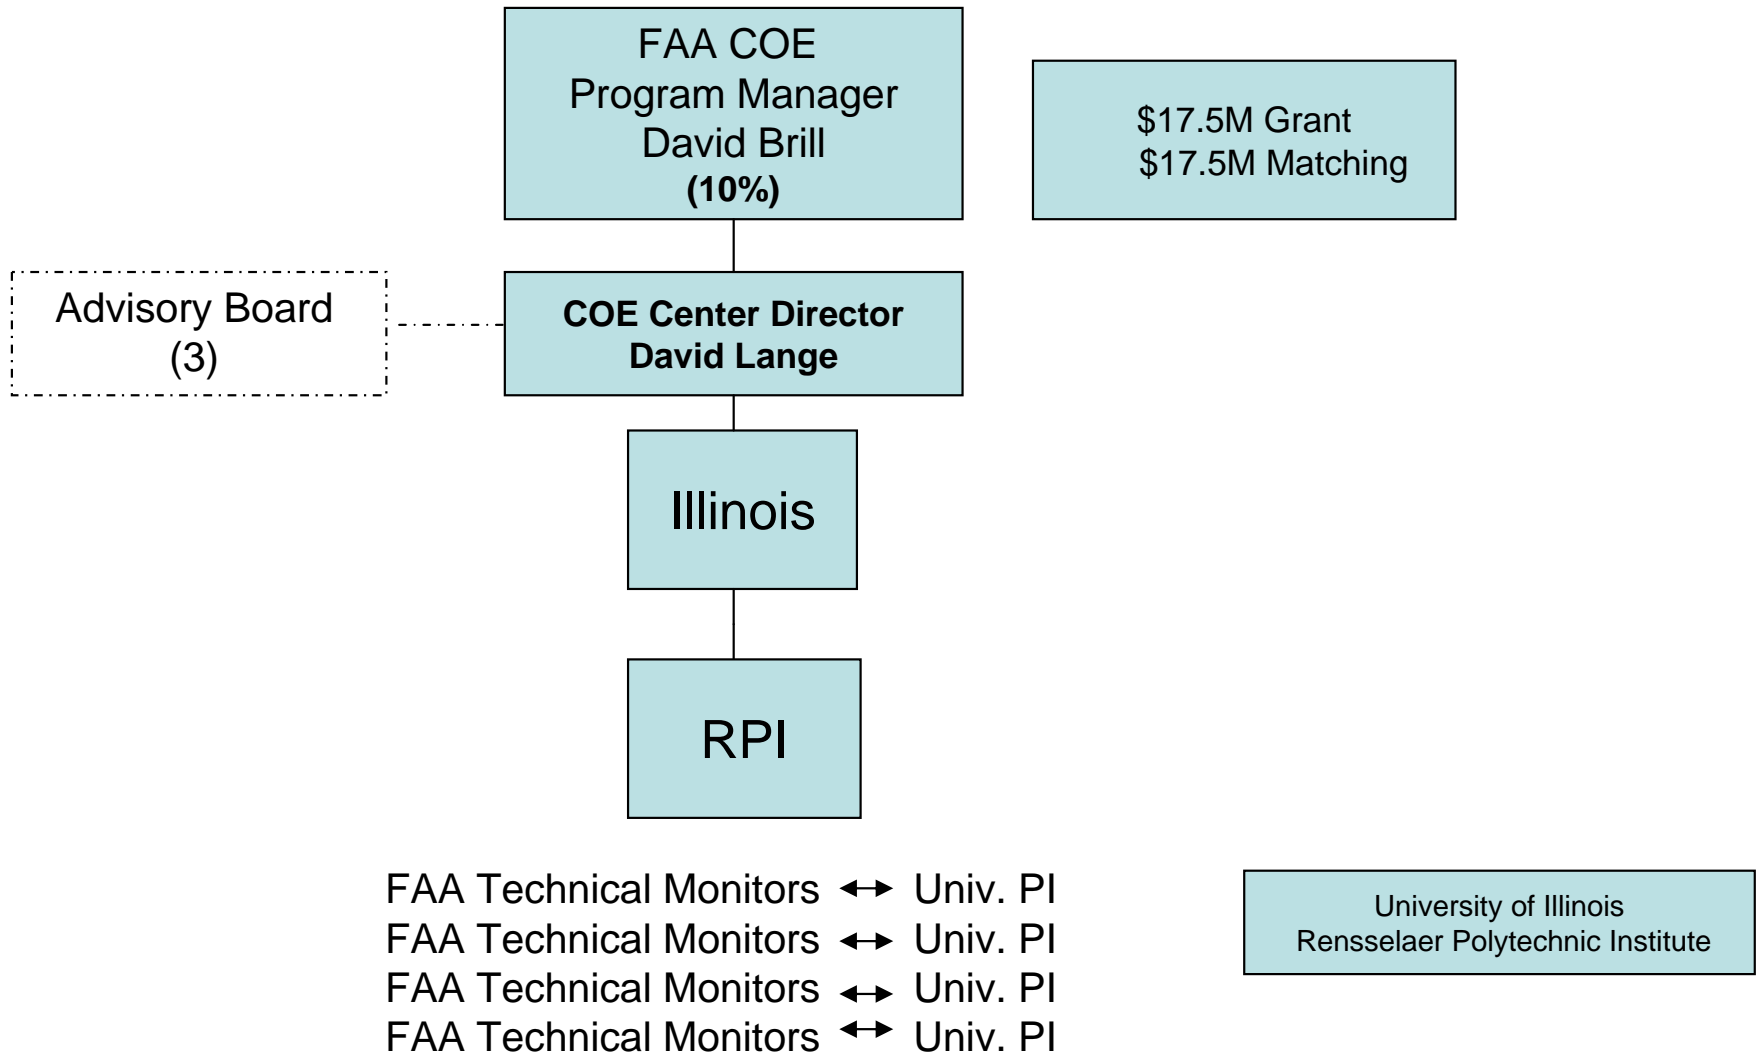 FAA COE
Program Manager
David Brill
(10%)
$17.5M Grant
$17.5M Matching
Advisory Board
(3)
COE Center Director
David Lange
Illinois
RPI
FAA Technical Monitors ↔ Univ. PI
FAA Technical Monitors ↔ Univ. PI
FAA Technical Monitors ↔ Univ. PI
FAA Technical Monitors ↔ Univ. PI
University of Illinois
Rensselaer Polytechnic Institute